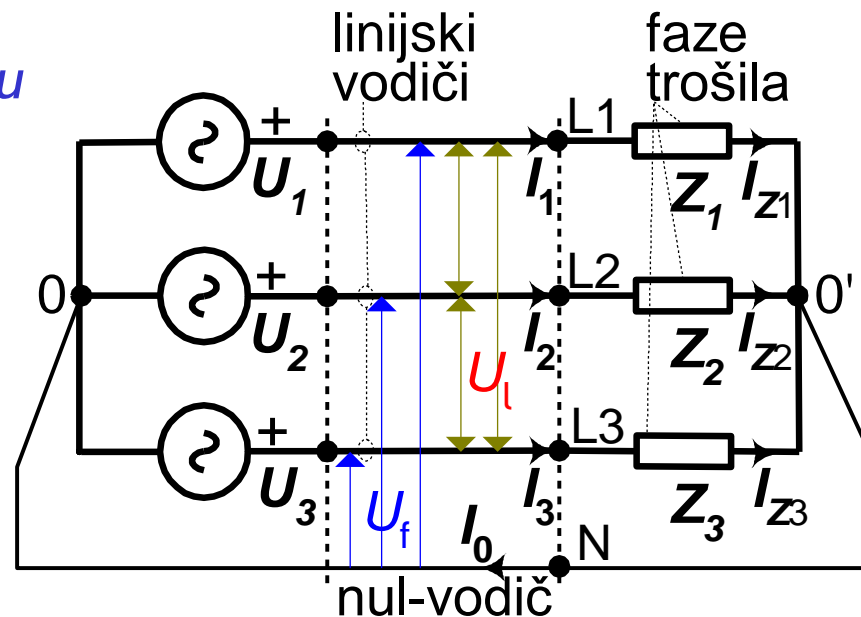 linijski
vodiči
faze
trošila
u
+
U1
I1
L1
Z1
IZ1
0
+
U2
I2
L2
Z2
IZ2
0'
Ul
+
U3
Uf
I3
L3
Z3
IZ3
I0
N
nul-vodič